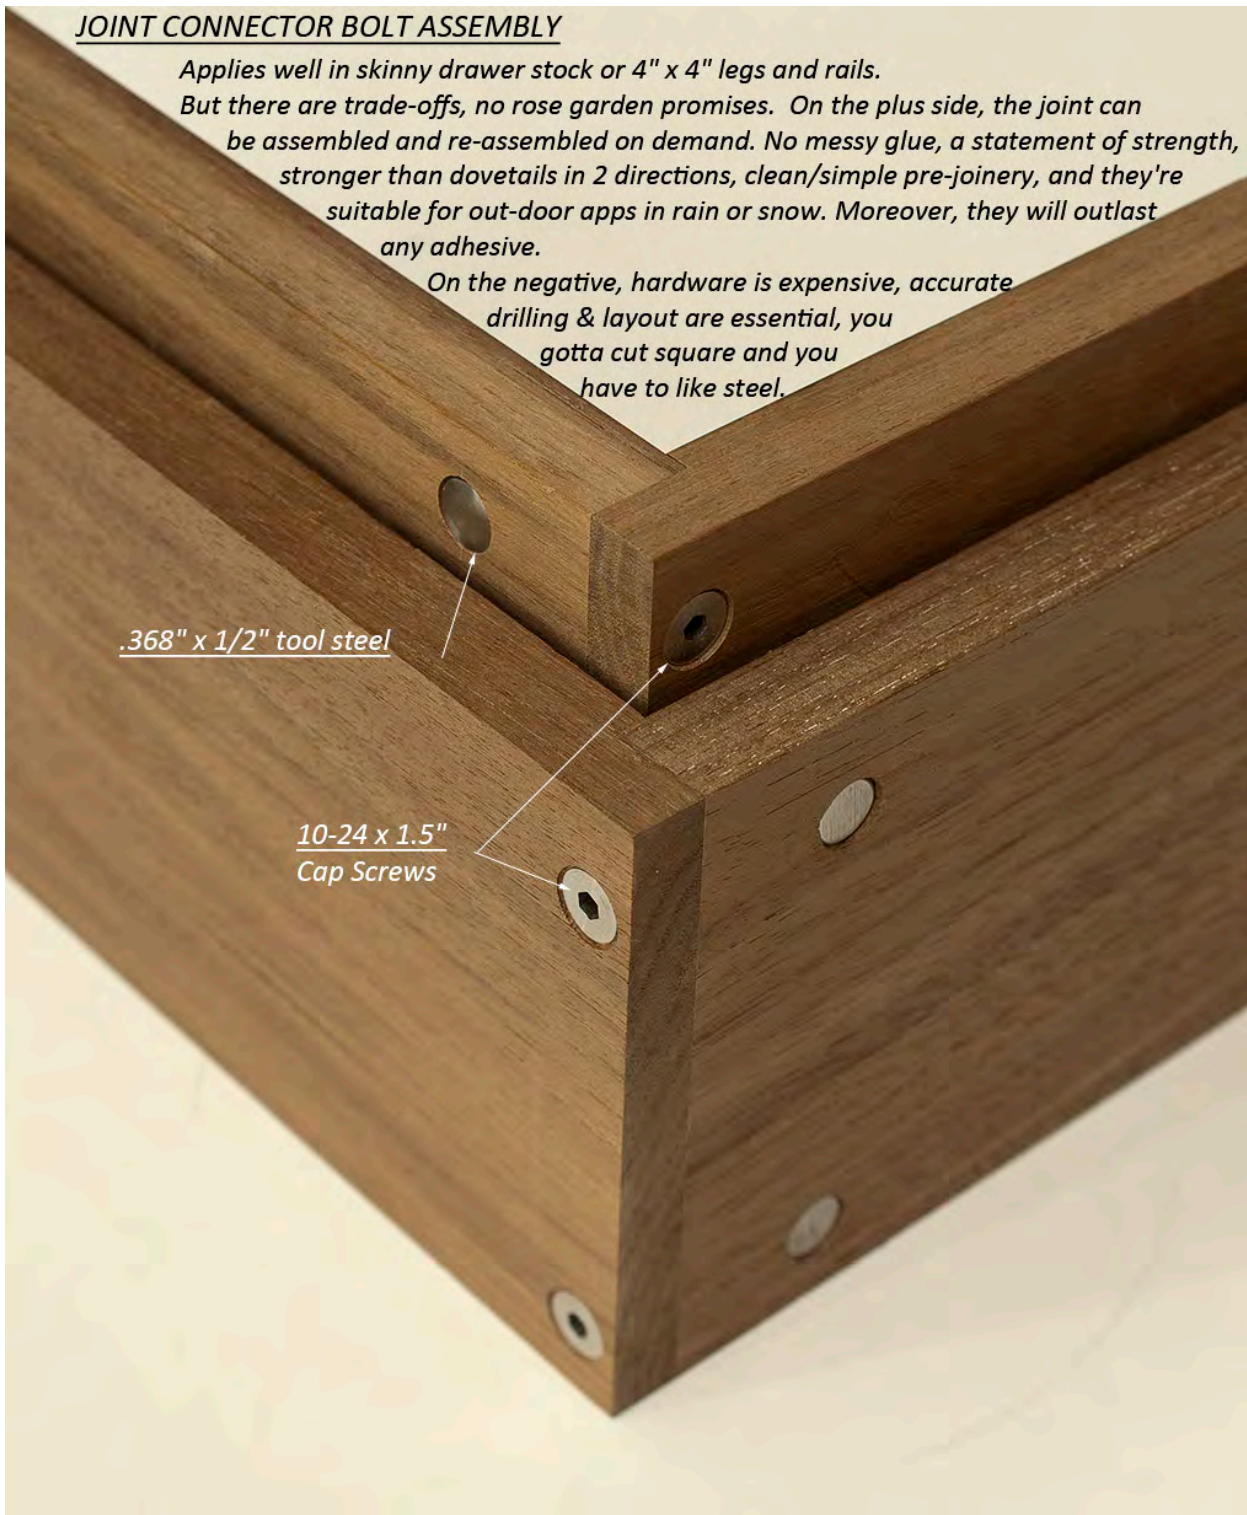 JOINT CONNECTOR BOLT ASSEMBLY
Applies well in skinny drawer stock or 4" x 4" legs and rails.
But there are trade-offs, no rose garden promises. On the plus side, the joint can
be assembled and re-assembled on demand. No messy glue, a statement of strength,
stronger than dovetails in 2 directions, clean/simple pre-joinery, and they're
suitable for out-door apps in rain or snow. Moreover, they will outlast
any adhesive.
On the negative, hardware is expensive, accurate
drilling & layout are essential, you
gotta cut square and you
have to like steel.
.368" x 1/2" tool steel
10-24 x 1.5"
Cap Screws